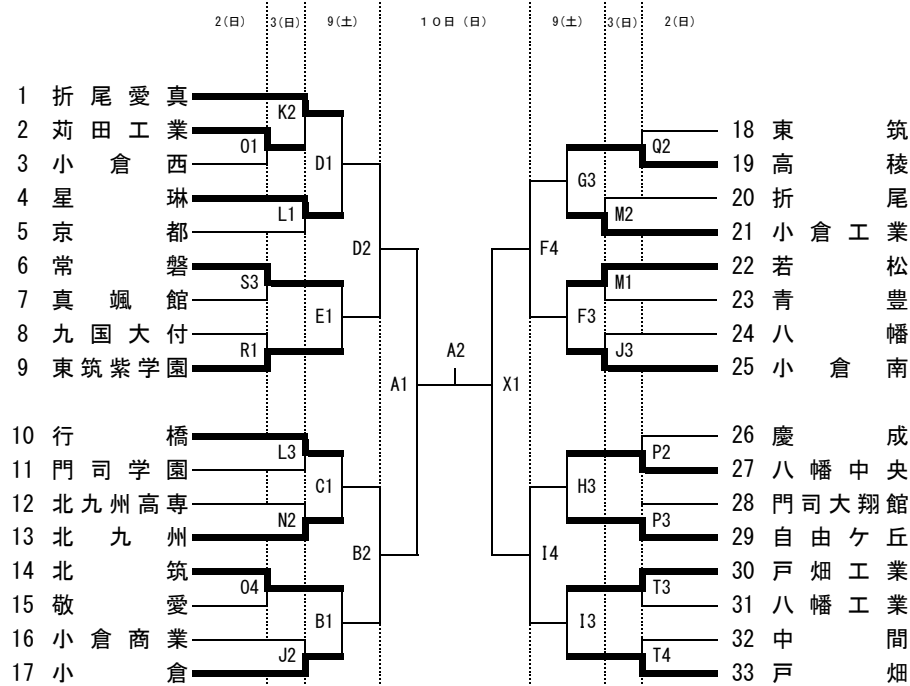 2(日) 3(日) 9(土) 10日(日) 9(土) 3(日) 2(日)
1 折尾愛真
K2
2 苅田工業
18 東筑
O1
Q2
3 小倉西
D1
19 高稜
G3
4 星琳
20 折尾
L1
M2
5 京都
21 小倉工業
D2
F4
6 常磐
22 若松
S3
M1
7 真颯館
23 青豊
E1
F3
8 九国大付
24 八幡
R1
A2
J3
9 東筑紫学園
25 小倉南
A1
X1
10 行橋
26 慶成
L3
P2
11 門司学園
27 八幡中央
C1
H3
12 北九州高専
28 門司大翔館
N2
P3
13 北九州
29 自由ケ丘
B2
I4
14 北筑
30 戸畑工業
O4
T3
15 敬愛
31 八幡工業
B1
I3
16 小倉商業
32 中間
J2
T4
17 小倉
33 戸畑